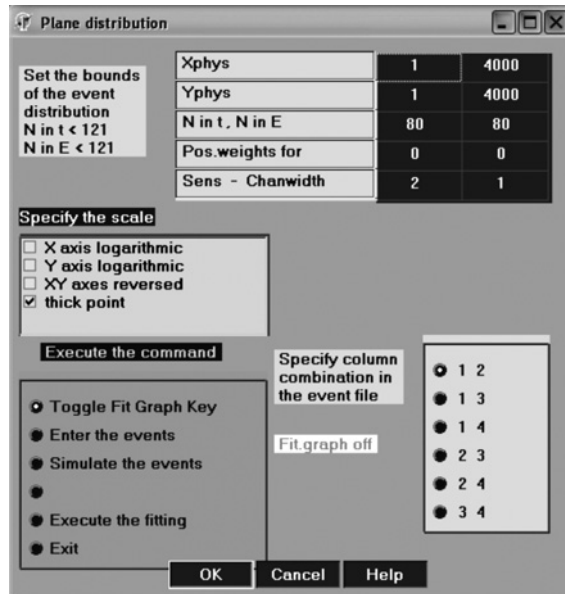 Plane distribution
Set the bounds
of the event
distribution
N in t < 121
N in E < 121
Xphys 1 4000
Yphys 1 4000
N in t, N in E 80 80
Pos.weights for 0 0
Sens - Chanwidth 2 1
Specify the scale
X axis logarithmic
Y axis logarithmic
XY axes reversed
thick point
Execute the command
Toggle Fit Graph Key
Enter the events
Simulate the events
Execute the fitting
Exit
Specify column
combination in
the event file
Fit.graph off
1 2
1 3
1 4
2 3
2 4
3 4
OK Cancel Help